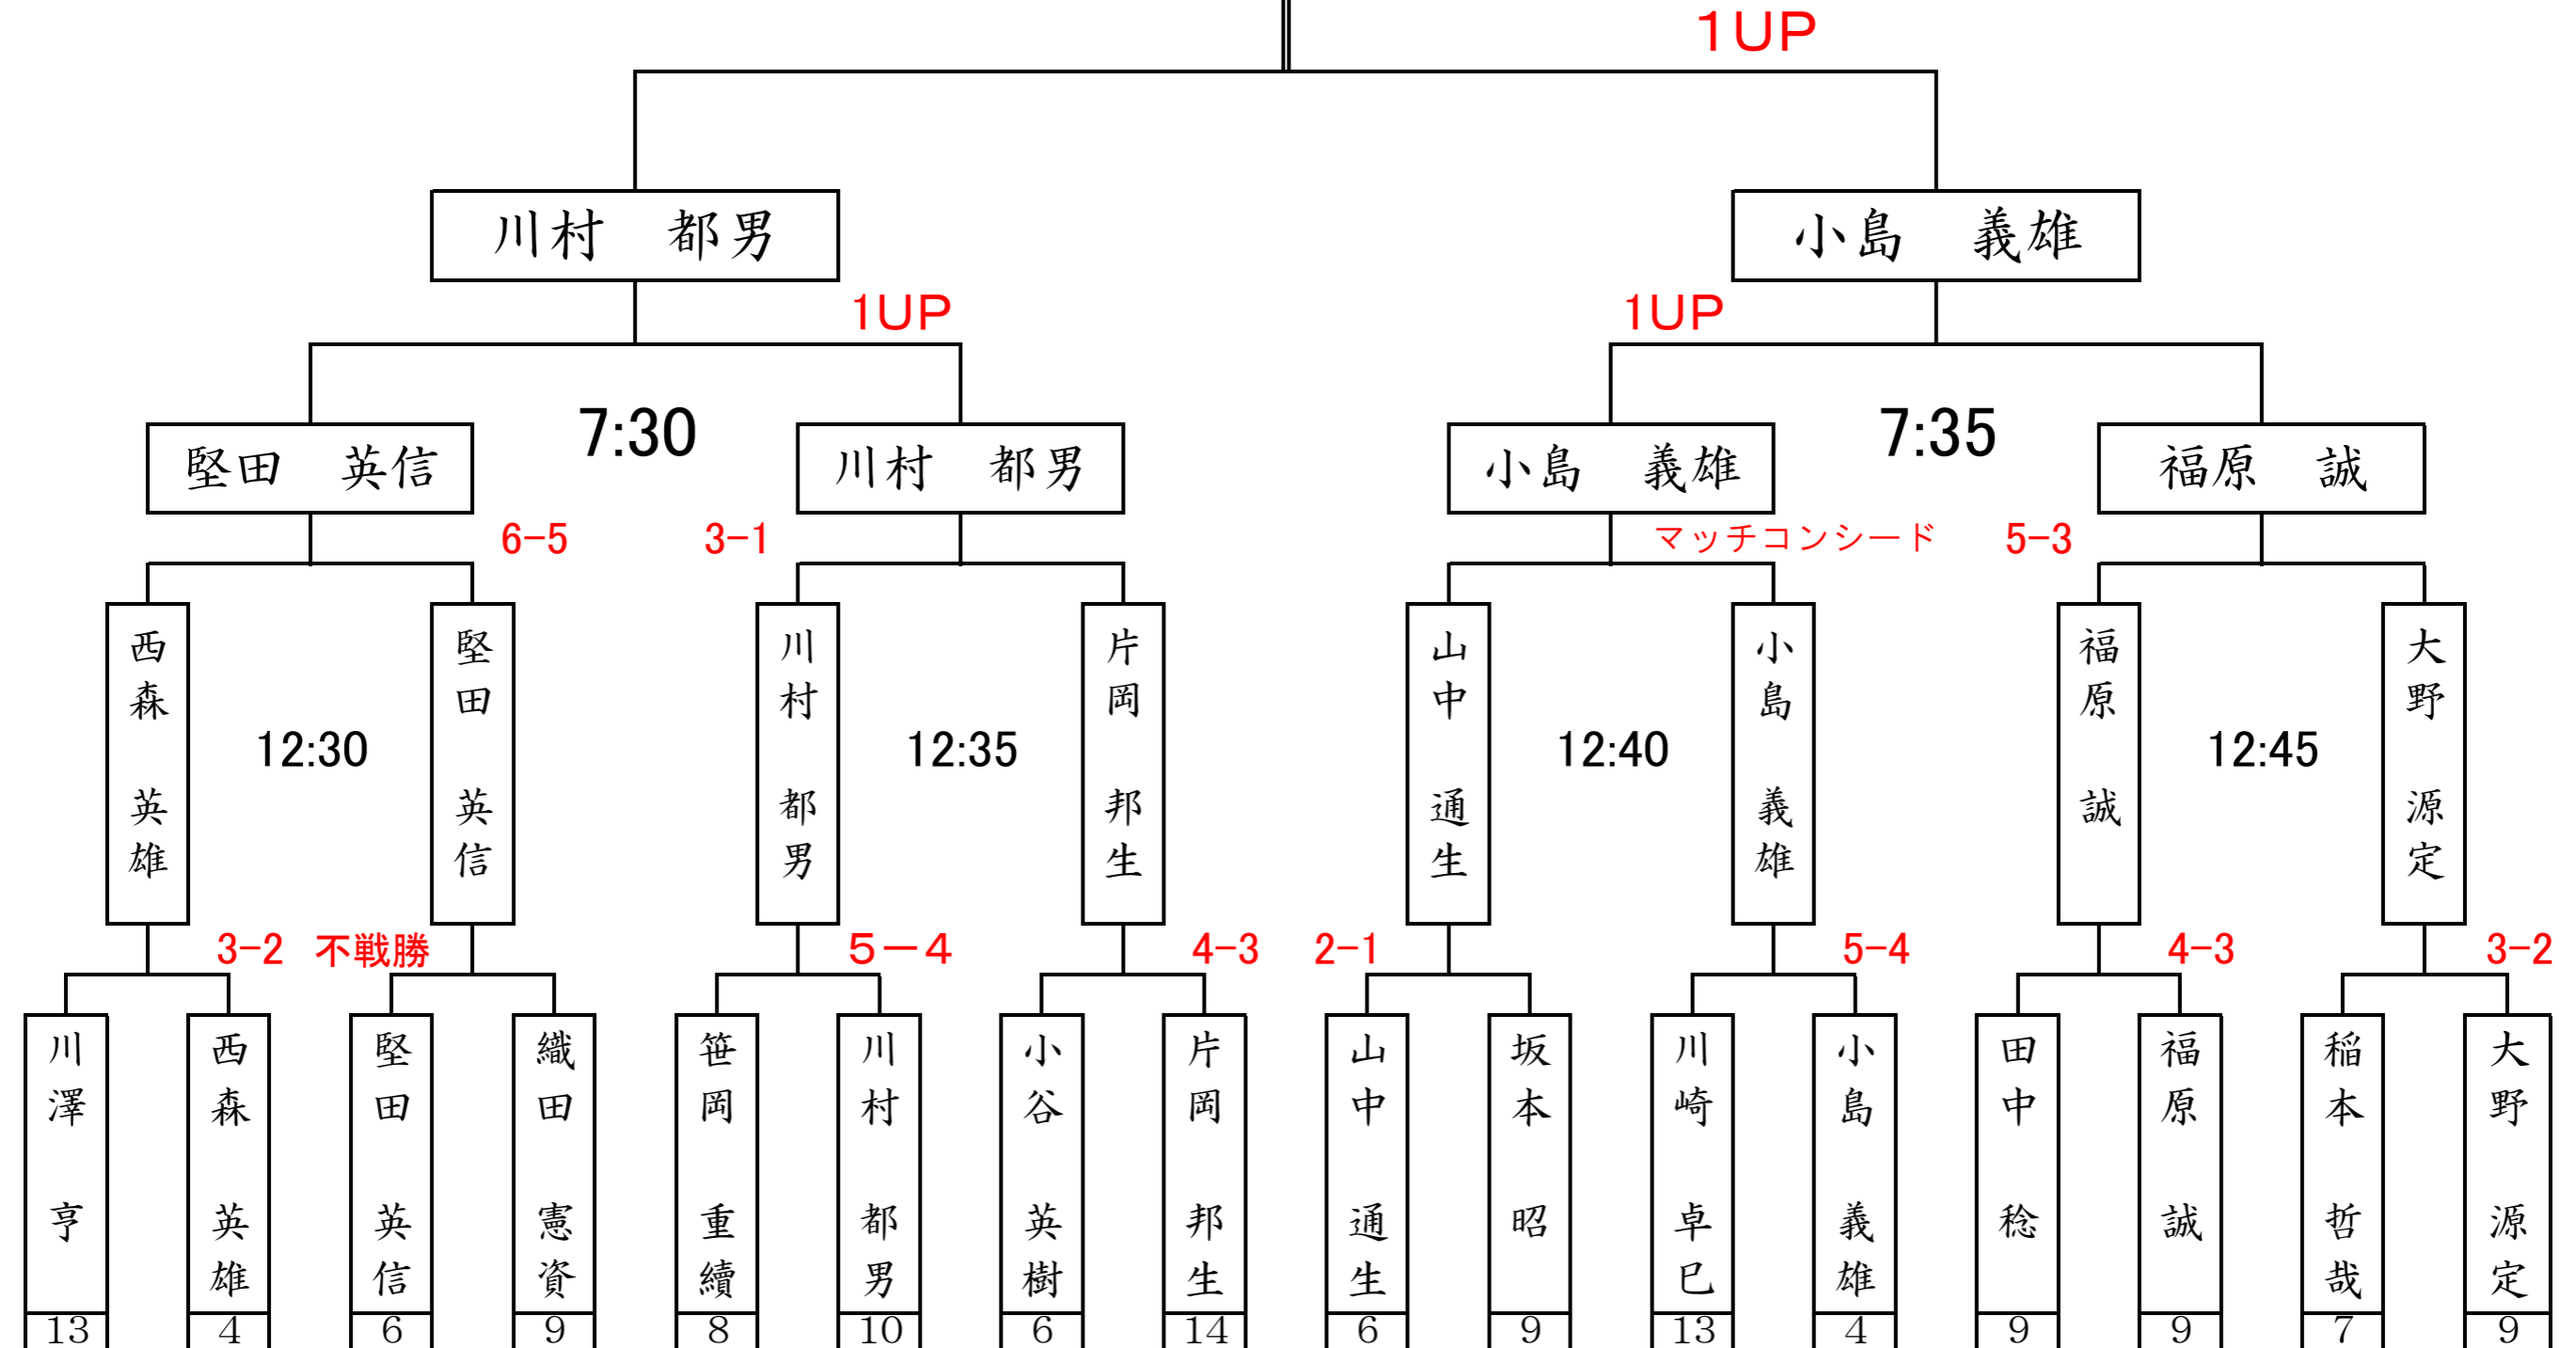 1UP
川村　都男
小島　義雄
1UP
1UP
7:30
7:35
堅田　英信
川村　都男
小島　義雄
福原　誠
6-5
3-1
マッチコンシード
5-3
西森　英雄
堅田　英信
川村　都男
片岡　邦生
山中　通生
小島　義雄
福原　誠
大野　源定
12:30
12:35
12:40
12:45
3-2
不戦勝
５－４
4-3
2-1
5-4
4-3
3-2
川澤　亨
西森　英雄
堅田　英信
織田　憲資
笹岡　重續
川村　都男
小谷　英樹
片岡　邦生
山中　通生
坂本　昭
川崎　卓巳
小島　義雄
田中　稔
福原　誠
稲本　哲哉
大野　源定
13
4
6
9
8
10
6
14
6
9
13
4
9
9
7
9